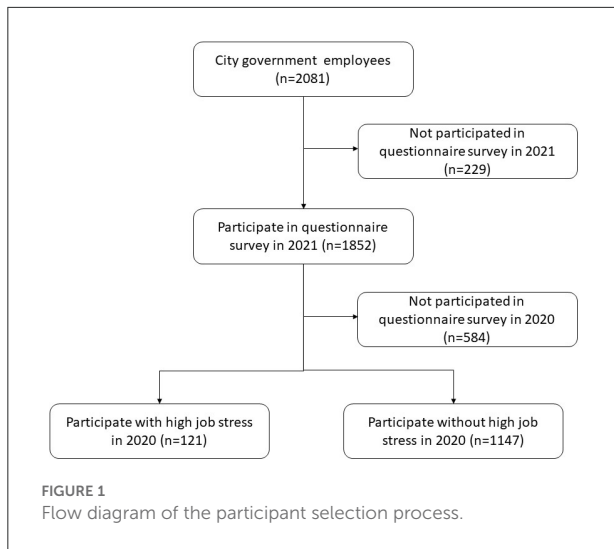 City government employees
(n=2081)
Not participated in
questionnaire survey in 2021
(n=229)
Participate in questionnaire
survey in 2021 (n=1852)
Not participated in
questionnaire survey in 2020
(n=584)
Participate with high job stress
in 2020 (n=121)
Participate without high job
stress in 2020 (n=1147)
FIGURE 1
Flow diagram of the participant selection process.